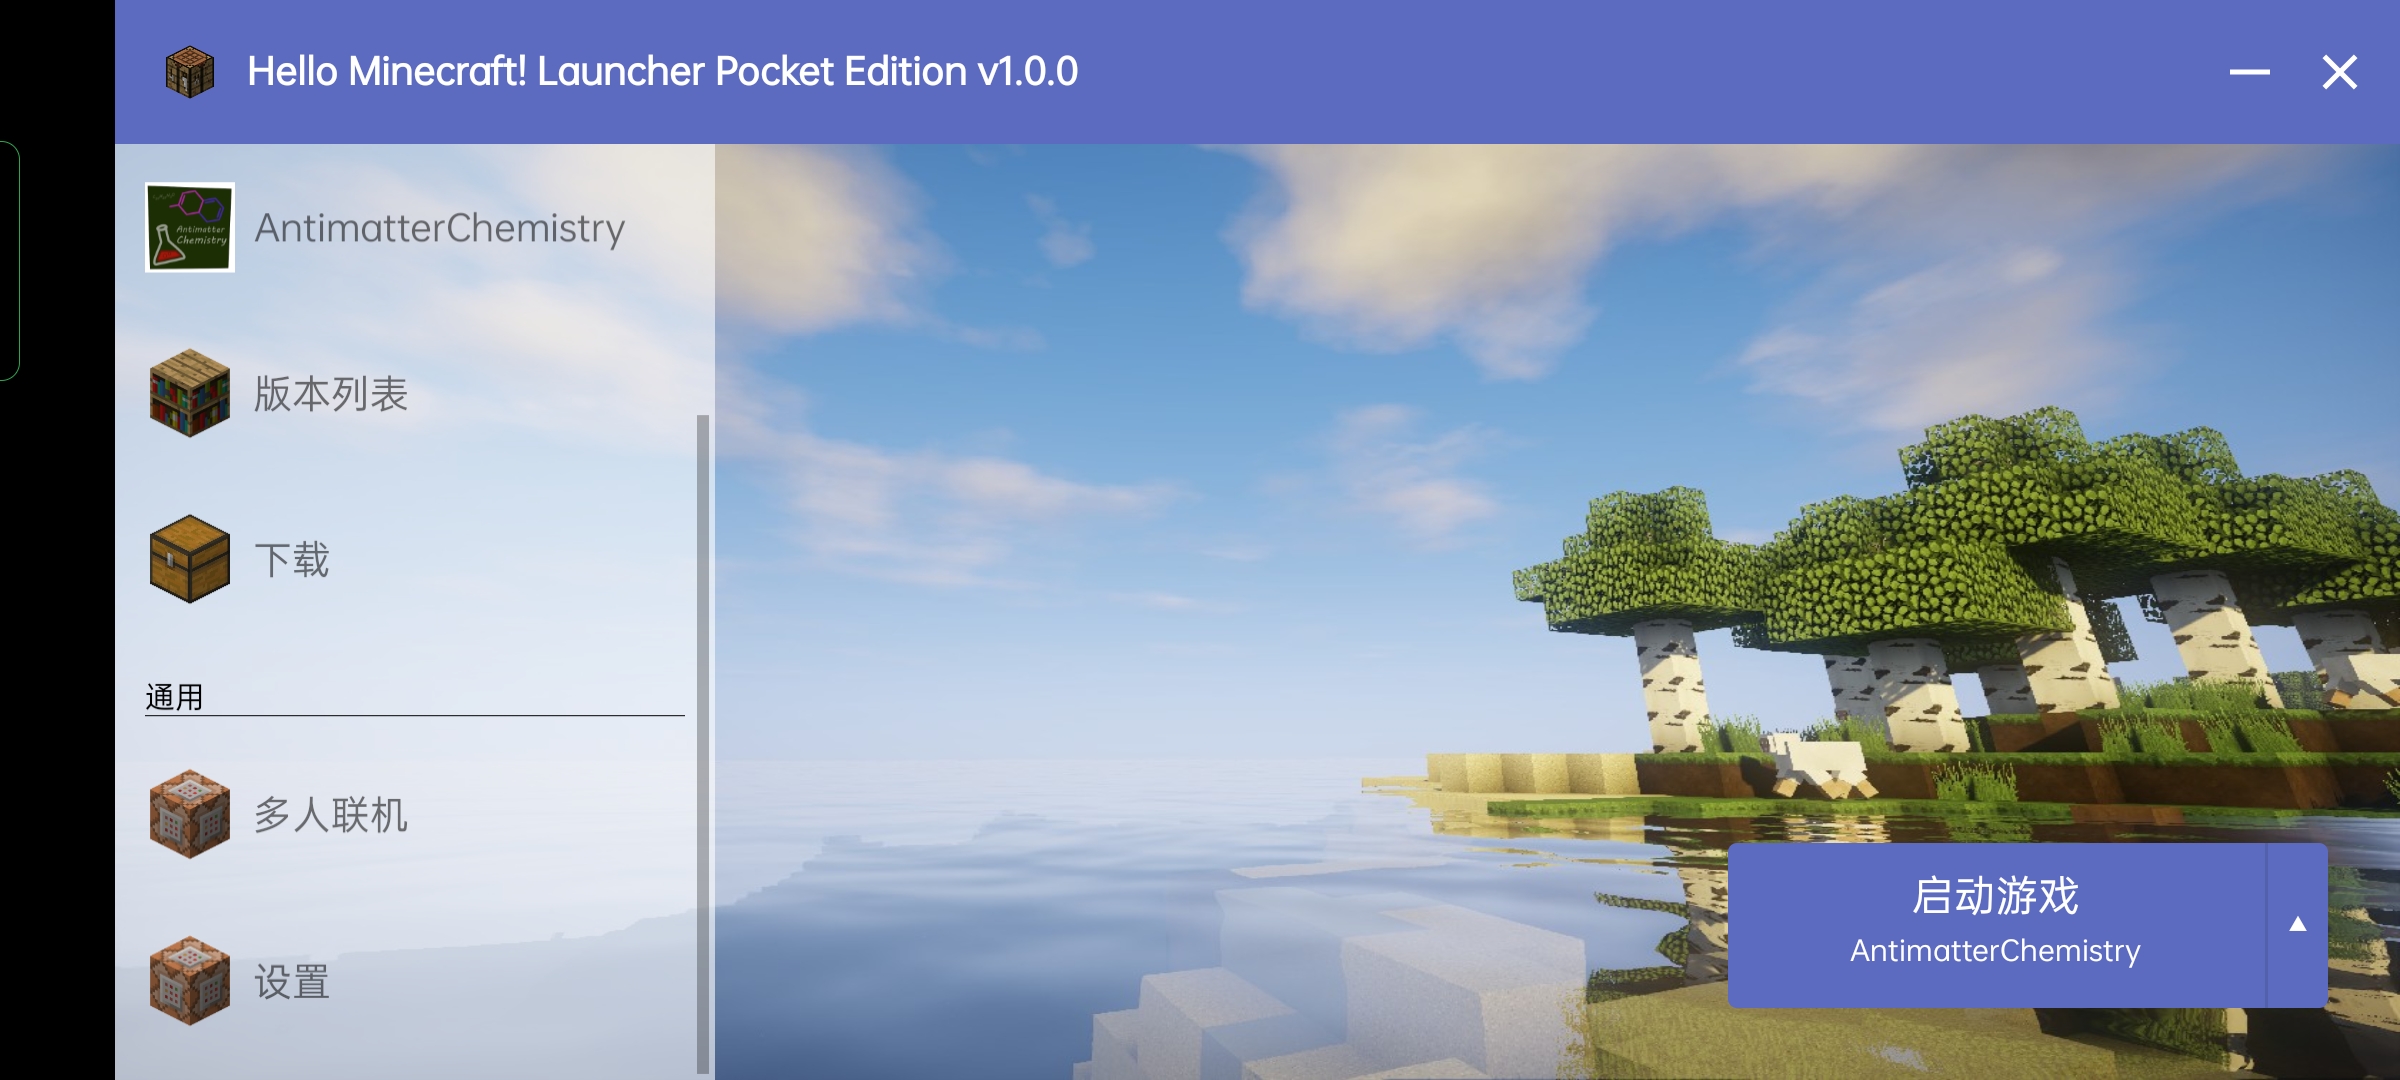 Hello Minecraft! Launcher Pocket Edition v1.0.0
Antimatter
Chemistry
AntimatterChemistry
版本列表
下载
通用
多人联机
设置
启动游戏
AntimatterChemistry